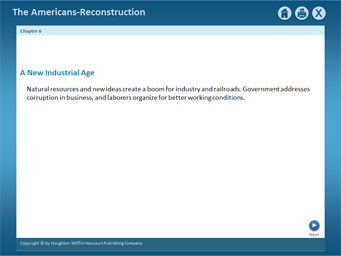 The Americans-Reconstruction
X
Chapter 6
A New Industrial Age
Natural resources and new ideas create a boom for industry and railroads. Government addresses
corruption in business, and laborers organize for better working conditions.
Next
Copyright © by Houghton Mifflin Harcourt Publishing Company